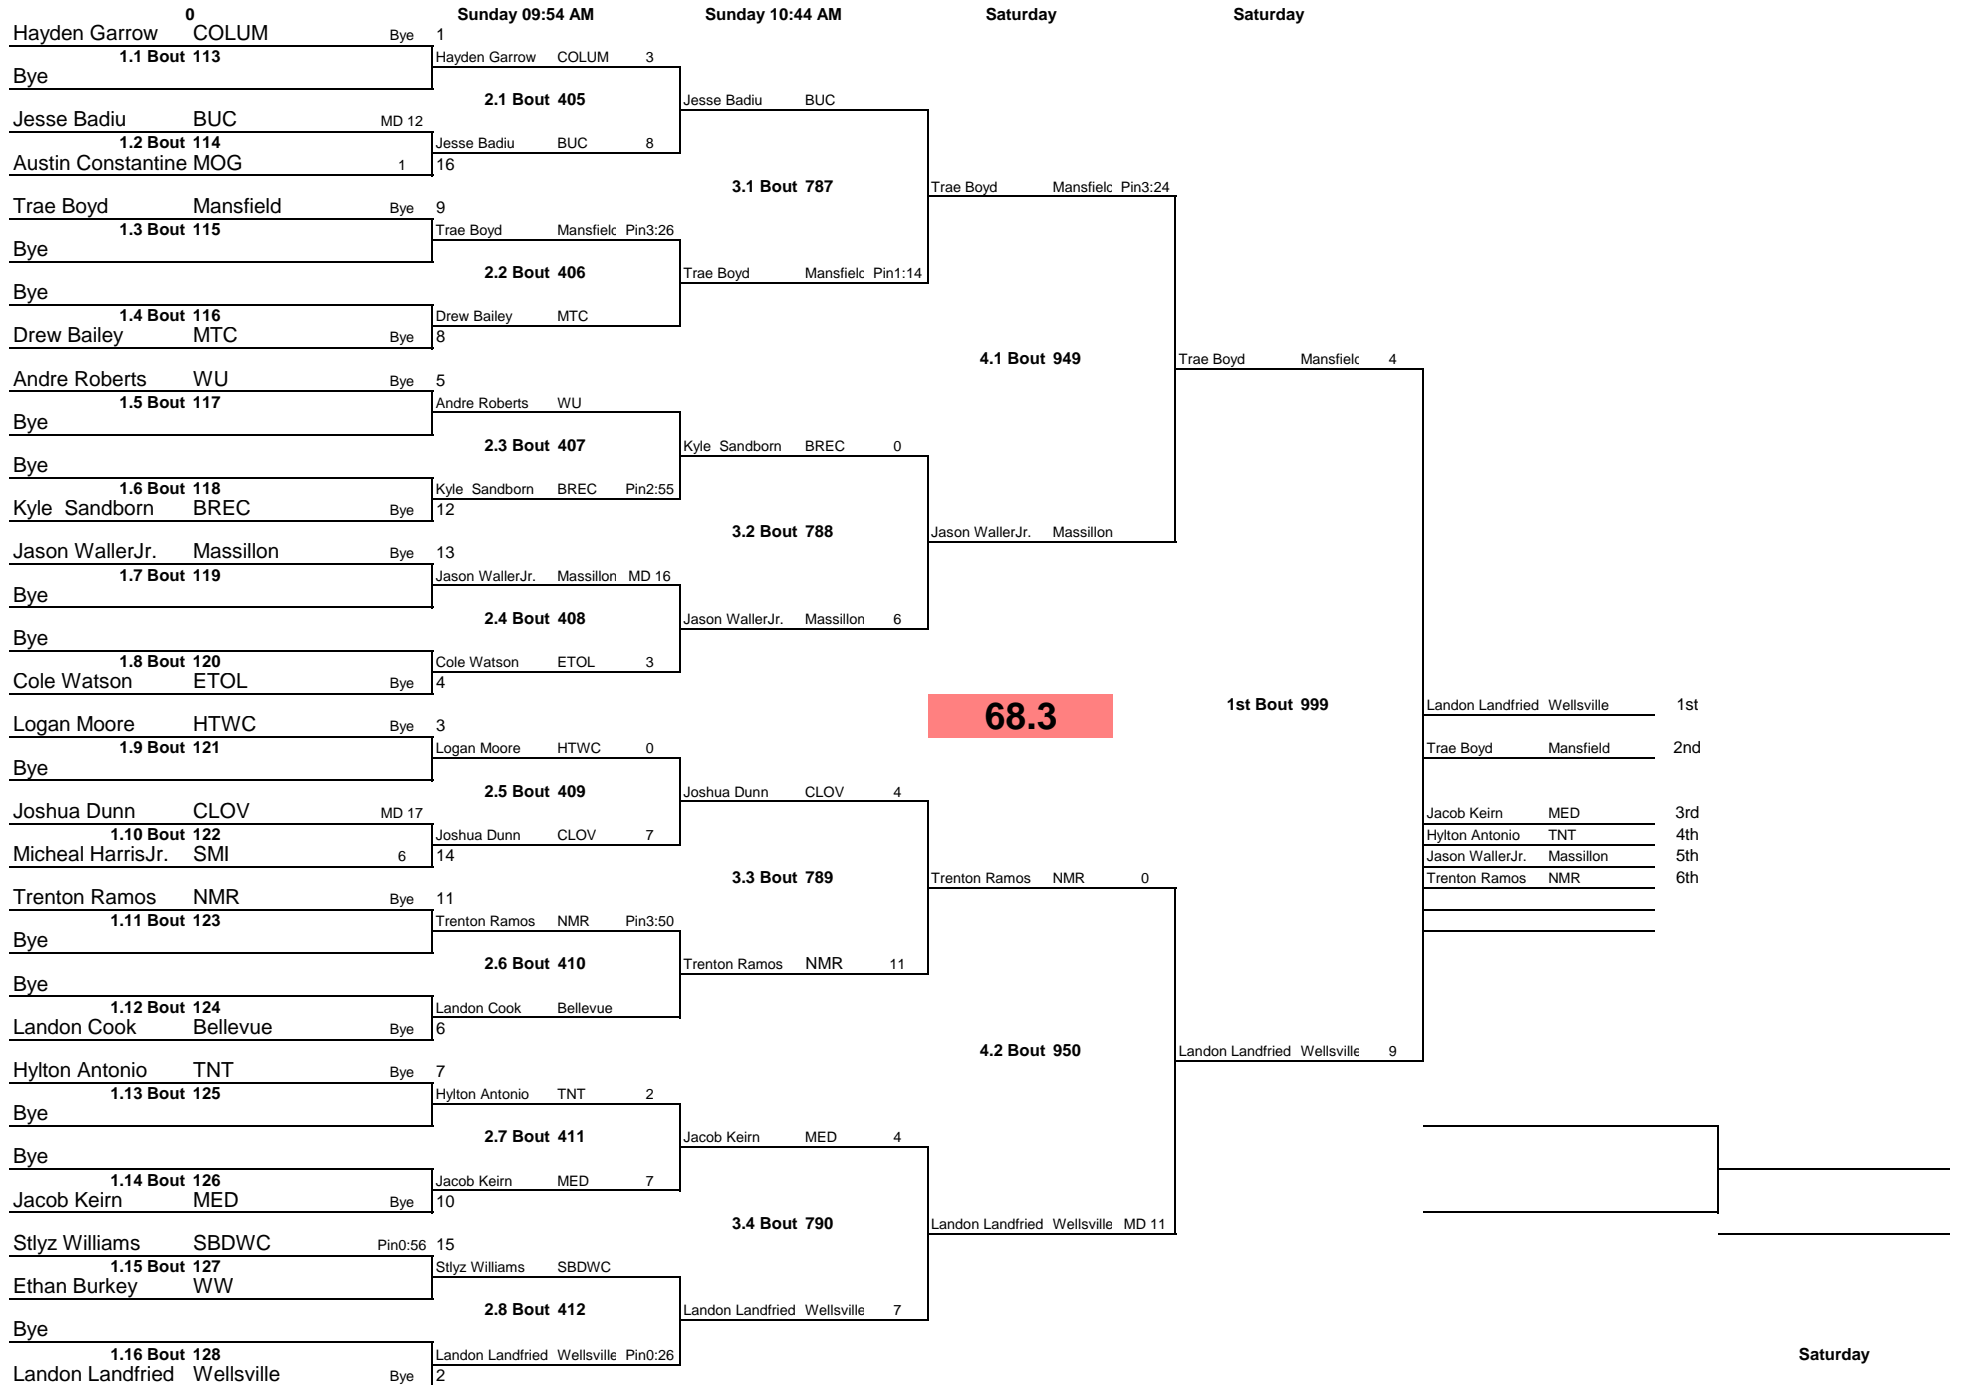 0 Sunday 09:54 AM Sunday 10:44 AM Saturday Saturday
Hayden Garrow COLUM Bye 1
1.1 Bout 113 Hayden Garrow COLUM 3
Bye
2.1 Bout 405 Jesse Badiu BUC
Jesse Badiu BUC MD 12
1.2 Bout 114 Jesse Badiu BUC 8
Austin Constantine MOG 1 16
3.1 Bout 787 Trae Boyd Mansfield Pin3:24
Trae Boyd Mansfield Bye 9
1.3 Bout 115 Trae Boyd Mansfield Pin3:26
Bye
2.2 Bout 406 Trae Boyd Mansfield Pin1:14
Bye
1.4 Bout 116 Drew Bailey MTC
Drew Bailey MTC Bye 8
4.1 Bout 949 Trae Boyd Mansfield 4
Andre Roberts WU Bye 5
1.5 Bout 117 Andre Roberts WU
Bye
2.3 Bout 407 Kyle Sandborn BREC 0
Bye
1.6 Bout 118 Kyle Sandborn BREC Pin2:55
Kyle Sandborn BREC Bye 12
3.2 Bout 788 Jason WallerJr. Massillon
Jason WallerJr. Massillon Bye 13
1.7 Bout 119 Jason WallerJr. Massillon MD 16
Bye
2.4 Bout 408 Jason WallerJr. Massillon 6
Bye
1.8 Bout 120 Cole Watson ETOL 3
Cole Watson ETOL Bye 4
68.3 1st Bout 999 Landon Landfried Wellsville 1st
Logan Moore HTWC Bye 3
1.9 Bout 121 Logan Moore HTWC 0 Trae Boyd Mansfield 2nd
Bye
2.5 Bout 409 Joshua Dunn CLOV 4
Joshua Dunn CLOV MD 17 Jacob Keirn MED 3rd
1.10 Bout 122 Joshua Dunn CLOV 7 Hylton Antonio TNT 4th
Micheal HarrisJr. SMI 6 14 Jason WallerJr. Massillon 5th
3.3 Bout 789 Trenton Ramos NMR 0 Trenton Ramos NMR 6th
Trenton Ramos NMR Bye 11
1.11 Bout 123 Trenton Ramos NMR Pin3:50
Bye
2.6 Bout 410 Trenton Ramos NMR 11
Bye
1.12 Bout 124 Landon Cook Bellevue
Landon Cook Bellevue Bye 6
4.2 Bout 950 Landon Landfried Wellsville 9
Hylton Antonio TNT Bye 7
1.13 Bout 125 Hylton Antonio TNT 2
Bye
2.7 Bout 411 Jacob Keirn MED 4
Bye
1.14 Bout 126 Jacob Keirn MED 7
Jacob Keirn MED Bye 10
3.4 Bout 790 Landon Landfried Wellsville MD 11
Stlyz Williams SBDWC Pin0:56 15
1.15 Bout 127 Stlyz Williams SBDWC
Ethan Burkey WW
2.8 Bout 412 Landon Landfried Wellsville 7
Bye
1.16 Bout 128 Landon Landfried Wellsville Pin0:26 Saturday
Landon Landfried Wellsville Bye 2